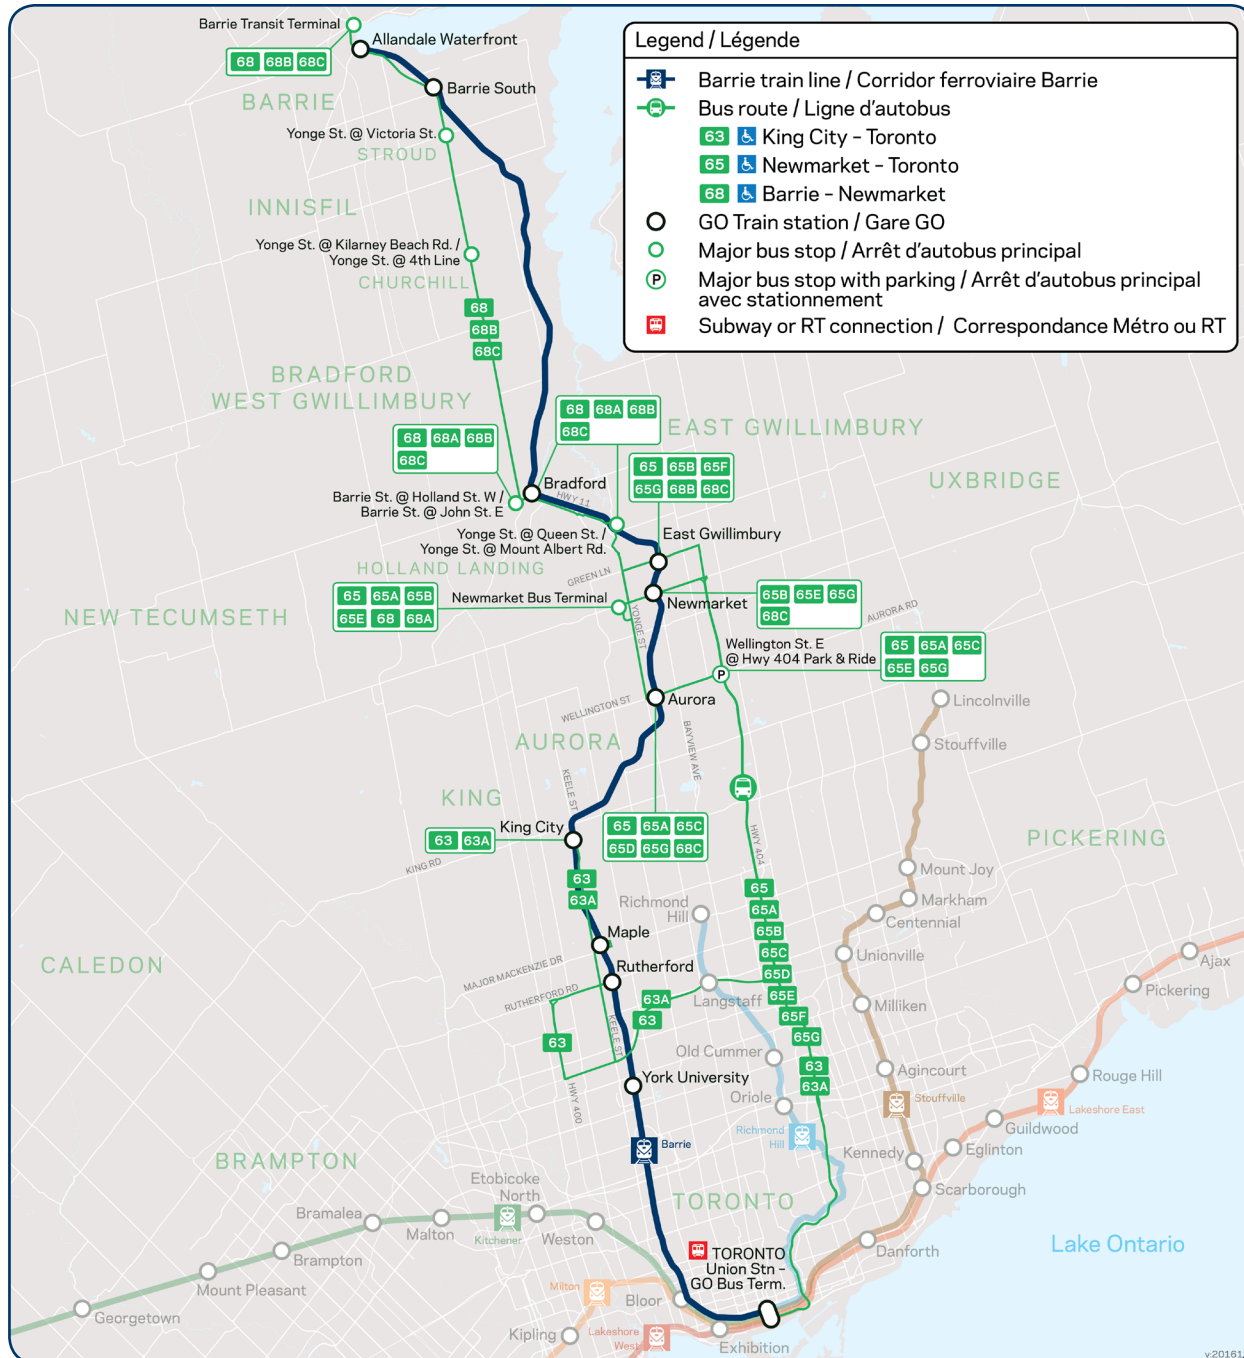 Barrie Transit Terminal
Allandale Waterfront
68 68B 68C
BARRIE
Barrie South
Yonge St. @ Victoria St.
STROUD
INNISFIL
Yonge St. @ Kilarney Beach Rd. /
Yonge St. @ 4th Line
CHURCHILL
68
68B
68C
Legend / Légende
Barrie train line / Corridor ferroviaire Barrie
Bus route / Ligne d'autobus
63 King City - Toronto
65 Newmarket - Toronto
68 Barrie - Newmarket
GO Train station / Gare GO
Major bus stop / Arrêt d'autobus principal
P Major bus stop with parking / Arrêt d'autobus principal
avec stationnement
Subway or RT connection / Correspondance Métro ou RT
BRADFORD
WEST GWILLIMBURY
68 68A 68B
68C
EAST GWILLIMBURY
68 68A 68B
68C
65 65B 65F
65G 68B 68C
UXBRIDGE
Bradford
HWY 11
Barrie St. @ Holland St. W /
Barrie St. @ John St. E
Yonge St. @ Queen St. /
Yonge St. @ Mount Albert Rd.
East Gwillimbury
HOLLAND LANDING
GREEN LN
65 65A 65B
65E 68 68A
Newmarket Bus Terminal
Newmarket
65B 65E 65G
68C
AURORA RD
NEW TECUMSETH
YONGE ST
Wellington St. E
@ Hwy 404 Park & Ride
P
65 65A 65C
65E 65G
Aurora
WELLINGTON ST
BAYVIEW AVE
Lincolnville
Stouffville
AURORA
KEELE ST
KING
King City
63 63A
65 65A 65C
65D 65G 68C
HWY 404
PICKERING
KING RD
63
63A
Mount Joy
Markham
Centennial
Richmond
Hill
65
65A
65B
65C
65D
65E
65F
65G
63
63A
Maple
Rutherford
MAJOR MACKENZIE DR
RUTHERFORD RD
CALEDON
Unionville
Ajax
Pickering
Langstaff
63A
63
Milliken
KEELE ST
63
Old Cummer
HWY 400
York University
Agincourt
Rouge Hill
Oriole
Stouffville
Lakeshore East
Guildwood
Richmond
Hill
Barrie
Kennedy
Eglinton
BRAMPTON
Etobicoke
North
Scarborough
TORONTO
Bramalea
Malton
Kitchener
Weston
Danforth
Lake Ontario
Brampton
TORONTO
Union Stn -
GO Bus Term.
Mount Pleasant
Milton
Bloor
Georgetown
Kipling
Lakeshore
West
Exhibition
v.20161